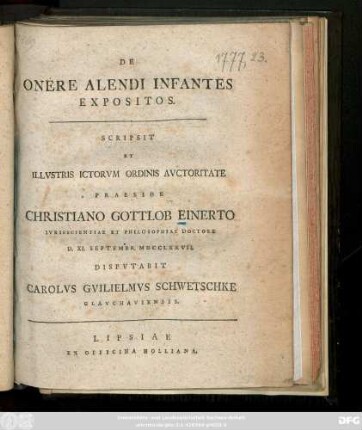 1777, 23.
DE
ONERE ALENDI INFANTES
EXPOSITOS.
SCRIPSIT
ET
ILLVSTRIS ICTORVM ORDINIS AVCTORITATE
PRAESIDE
CHRISTIANO GOTTLOB EINERTO
IVRISSCIENTIAE ET PHILOSOPHIAE DOCTORE
D. XI. SEPTEMBR. MDCCLXXVII.
DISPVTABIT
CAROLVS GVILIELMVS SCHWETSCHKE
GLAVCHAVIENSIS.
LIPSIAE
EX OFFICINA HOLLIANA.